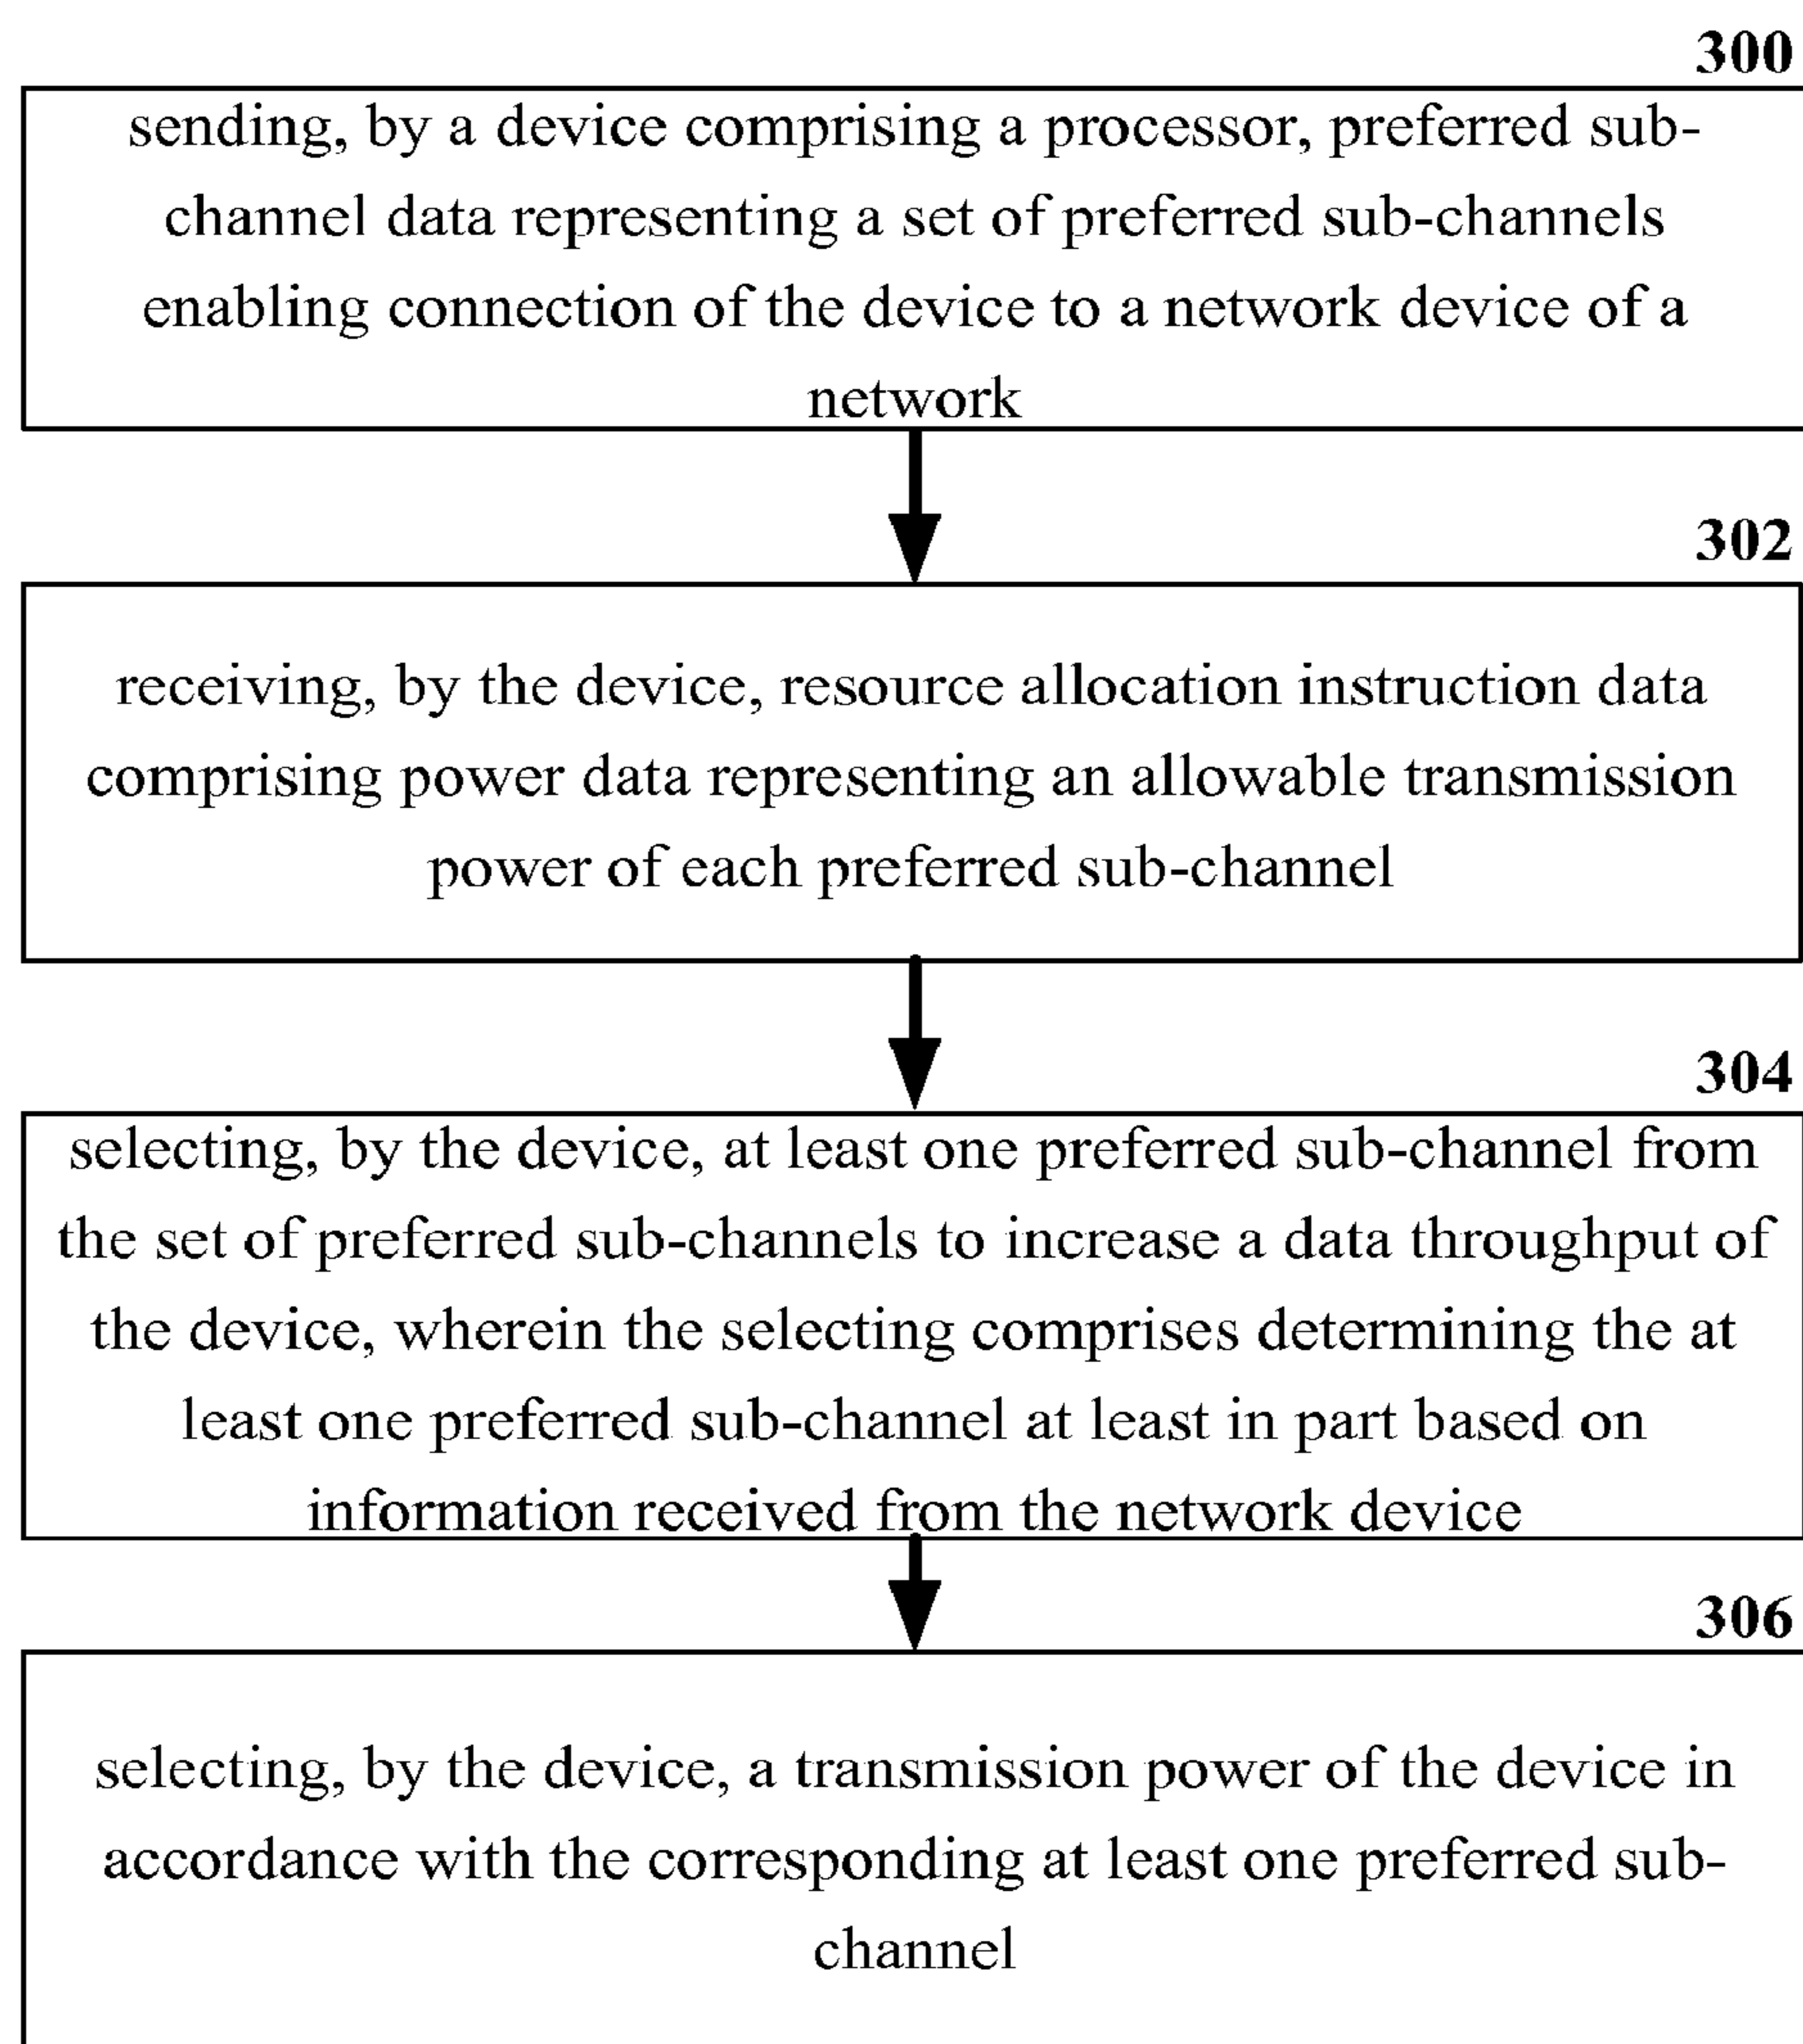 300
sending, by a device comprising a processor, preferred sub-
channel data representing a set of preferred sub-channels
enabling connection of the device to a network device of a
network
302
receiving, by the device, resource allocation instruction data
comprising power data representing an allowable transmission
power of each preferred sub-channel
304
selecting, by the device, at least one preferred sub-channel from
the set of preferred sub-channels to increase a data throughput of
the device, wherein the selecting comprises determining the at
least one preferred sub-channel at least in part based on
information received from the network device
306
selecting, by the device, a transmission power of the device in
accordance with the corresponding at least one preferred sub-
channel